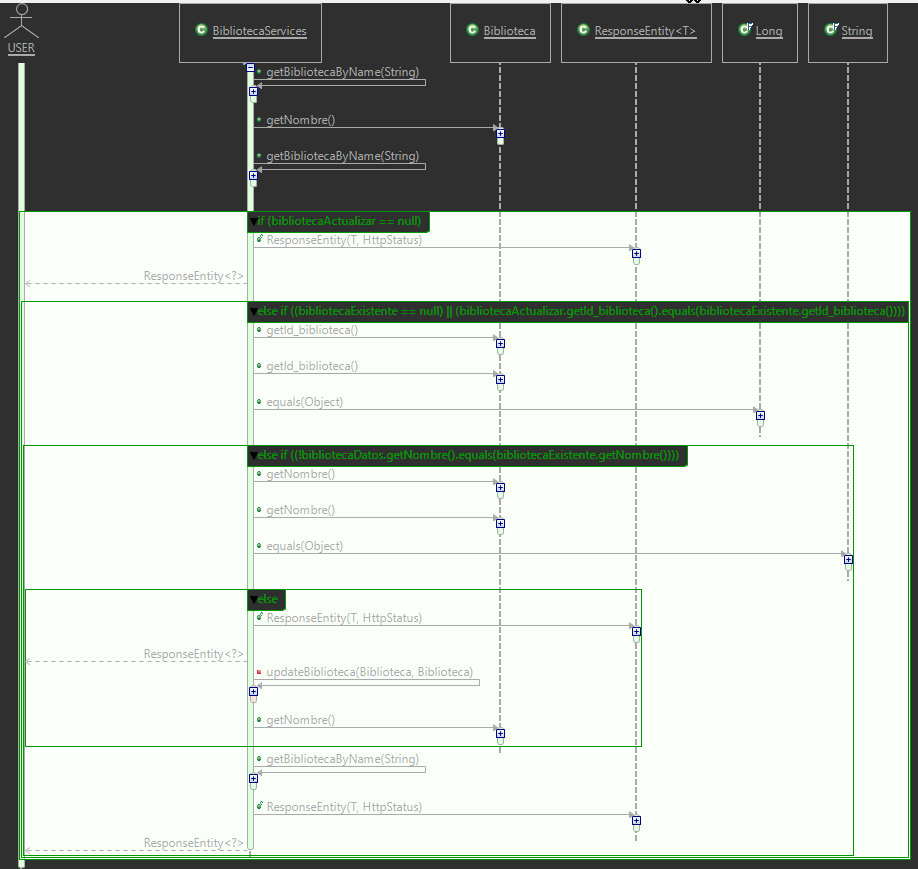 USER
BibliotecaServices
Biblioteca
ResponseEntity<T>
Long
String
getBibliotecaByName(String)
getNombre()
getBibliotecaByName(String)
if (bibliotecaActualizar == null)
ResponseEntity(T, HttpStatus)
ResponseEntity<?>
else if ((bibliotecaExistente == null) || (bibliotecaActualizar.getId_biblioteca().equals(bibliotecaExistente.getId_biblioteca())))
getId_biblioteca()
getId_biblioteca()
equals(Object)
else if ((!bibliotecaDatos.getNombre().equals(bibliotecaExistente.getNombre())))
getNombre()
getNombre()
equals(Object)
else
ResponseEntity(T, HttpStatus)
ResponseEntity<?>
updateBiblioteca(Biblioteca, Biblioteca)
getNombre()
getBibliotecaByName(String)
ResponseEntity(T, HttpStatus)
ResponseEntity<?>